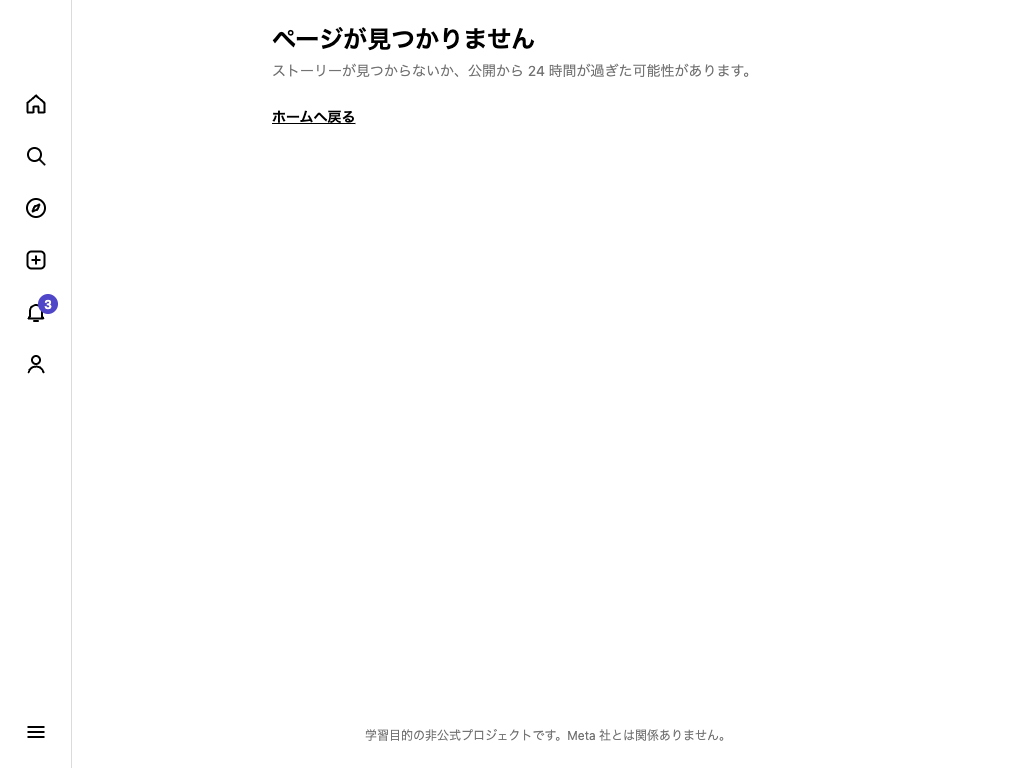 ページが見つかりません
ストーリーが見つからないか、公開から 24 時間が過ぎた可能性があります。
ホームへ戻る
3
学習目的の非公式プロジェクトです。Meta 社とは関係ありません。